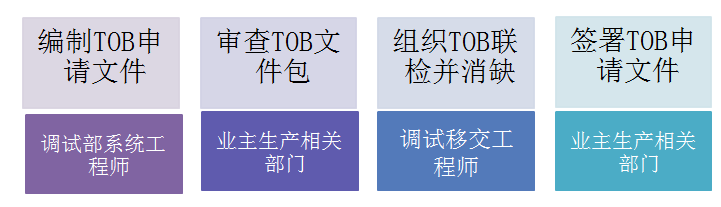 编制TOB申
请文件
审查TOB文
件包
组织TOB联
检并消缺
签署TOB申
请文件
调试部系统工
程师
业主生产相关
部门
调试移交工
程师
业主生产相关
部门